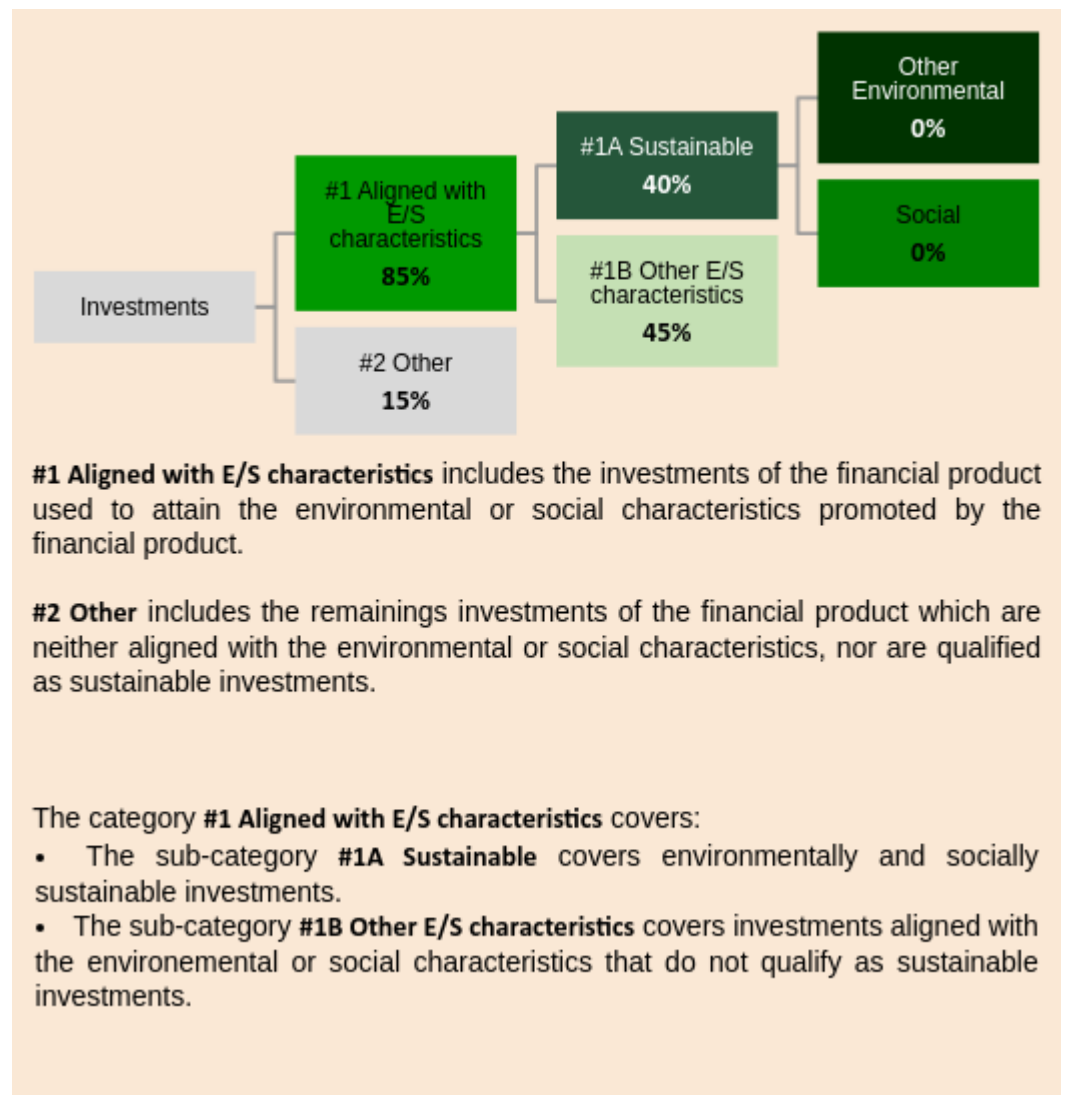 Other
Environmental
0%
#1A Sustainable
40%
#1 Aligned with
E/S
characteristics
85%
Social
0%
#1B Other E/S
characteristics
45%
Investments
#2 Other
15%
#1 Aligned with E/S characteristics includes the investments of the financial product
used to attain the environmental or social characteristics promoted by the
financial product.
#2 Other includes the remainings investments of the financial product which are
neither aligned with the environmental or social characteristics, nor are qualified
as sustainable investments.
The category #1 Aligned with E/S characteristics covers:
• The sub-category #1A Sustainable covers environmentally and socially
sustainable investments.
• The sub-category #1B Other E/S characteristics covers investments aligned with
the environemental or social characteristics that do not qualify as sustainable
investments.